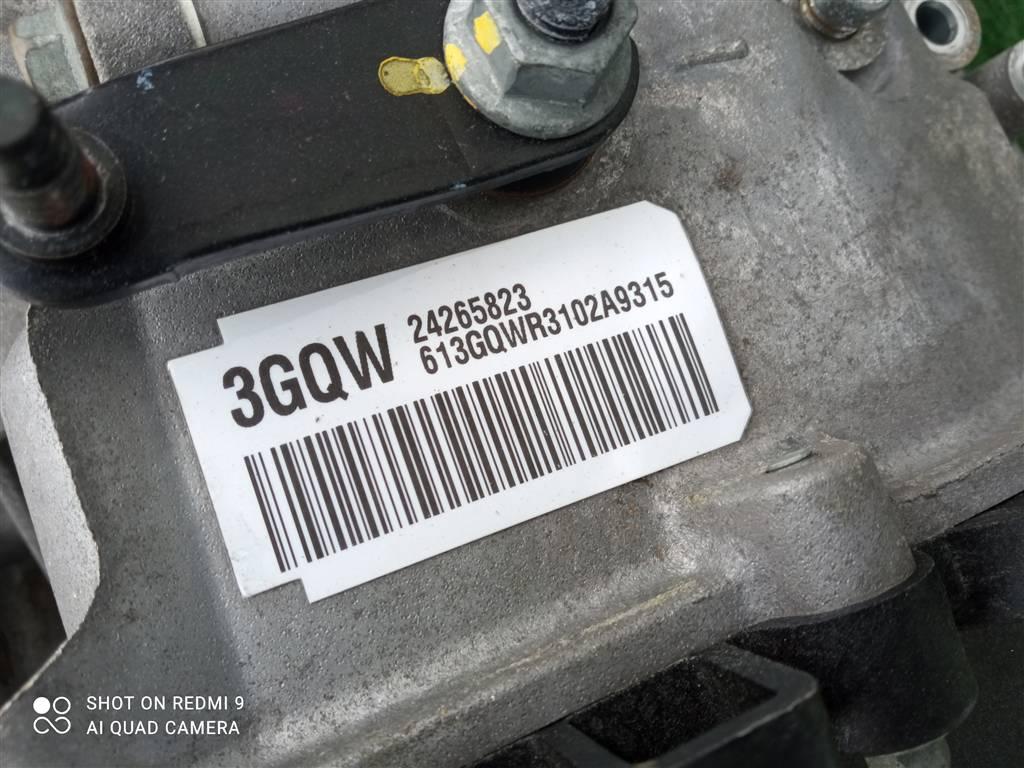 3GQW
24265823
613GQWR3102A9315
SHOT ON REDMI 9
AI QUAD CAMERA